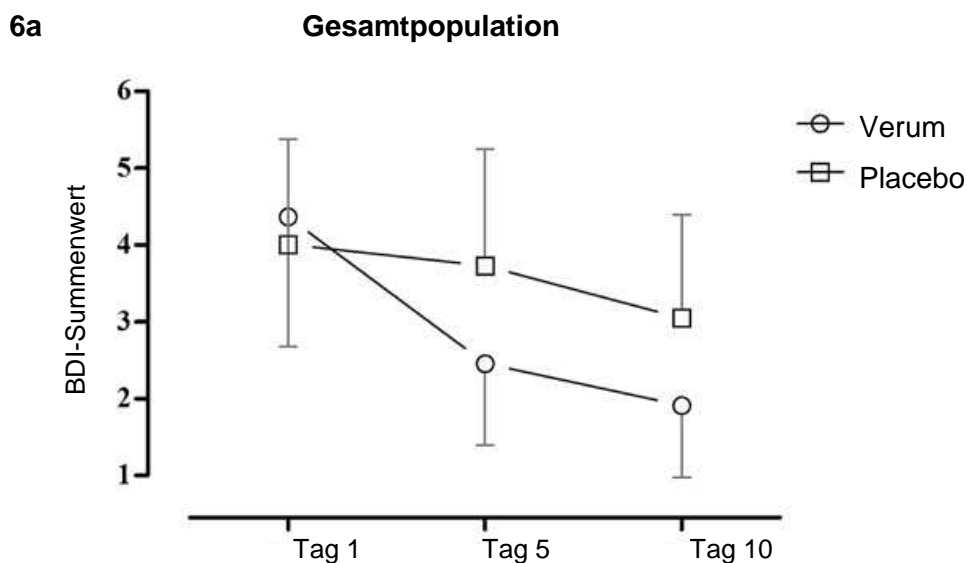 6a Gesamtpopulation
6
5
4
3
2
1
BDI-Summenwert
Verum
Placebo
Tag 1 Tag 5 Tag 10